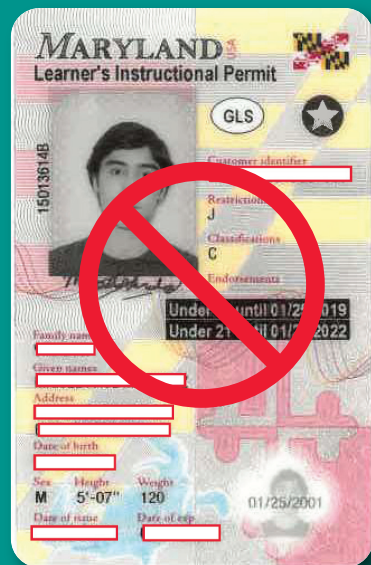 MARYLAND USA
Learner's Instructional Permit
GLS
15013614B
Customer identifier
Restrictions
J
Classifications
C
Endorsements
Under until
Under 21
Family name
Given names
Address
Date of birth
Sex Height Weight
M 5'-07" 120
01/25/2001
Date of issue Date of exp